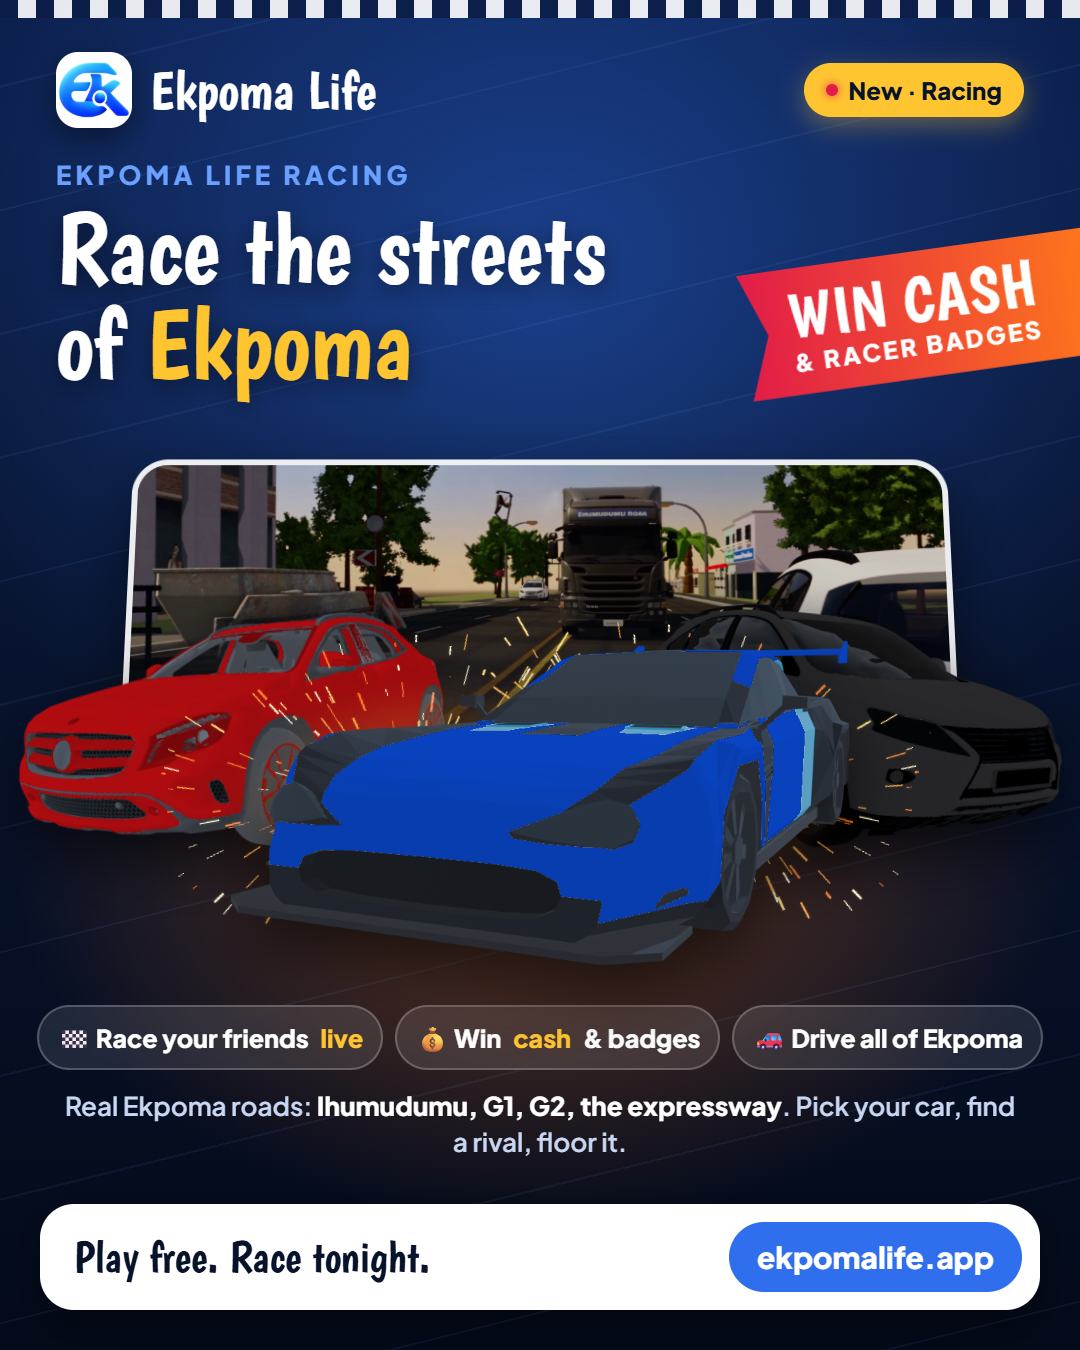 Ekpoma Life
New · Racing
EKPOMA LIFE RACING
Race the streets
of Ekpoma
WIN CASH
& RACER BADGES
IHUMUDUMU ROAD
Race your friends live
Win cash & badges
Drive all of Ekpoma
Real Ekpoma roads: Ihumudumu, G1, G2, the expressway. Pick your car, find
a rival, floor it.
Play free. Race tonight.
ekpomalife.app